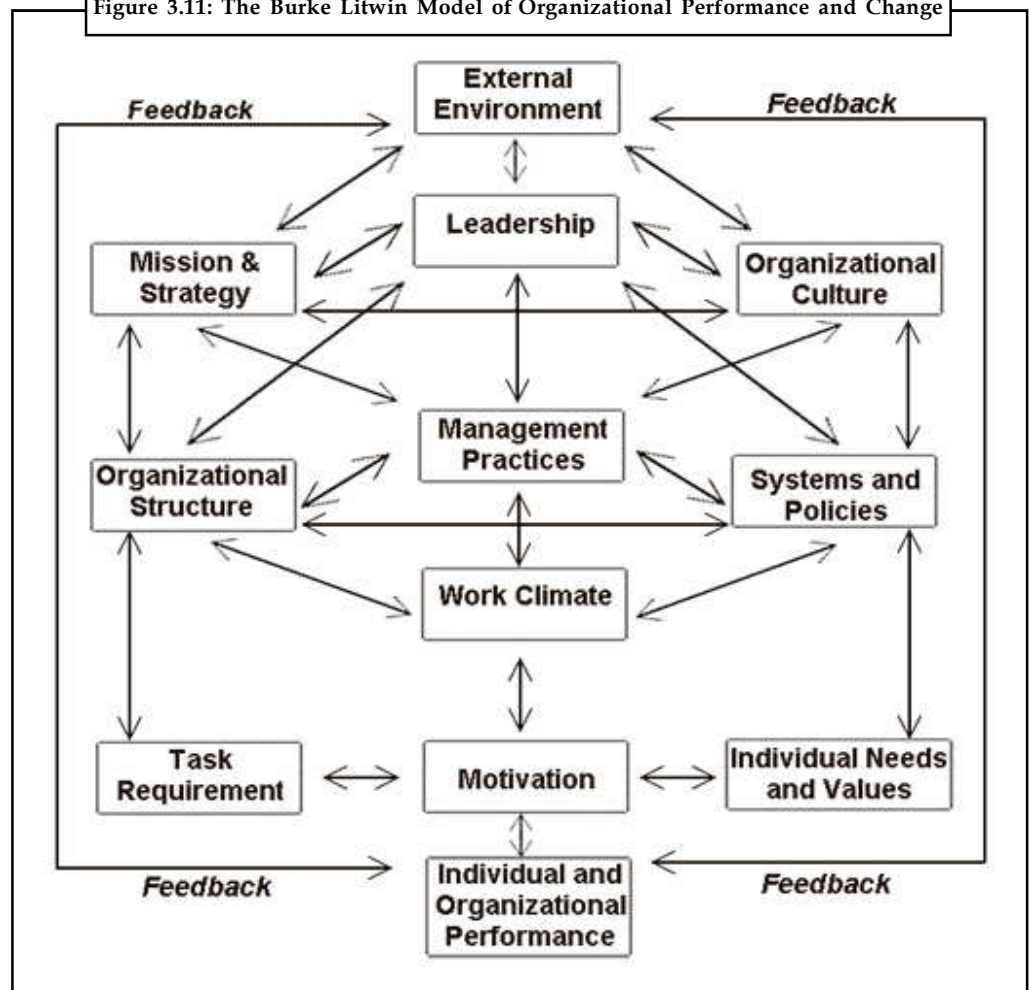 Figure 3.11: The Burke Litwin Model of Organizational Performance and Change
External
Environment
Feedback
Feedback
Leadership
Mission &
Strategy
Organizational
Culture
Management
Practices
Organizational
Structure
Systems and
Policies
Work Climate
Task
Requirement
Motivation
Individual Needs
and Values
Feedback
Feedback
Individual and
Organizational
Performance